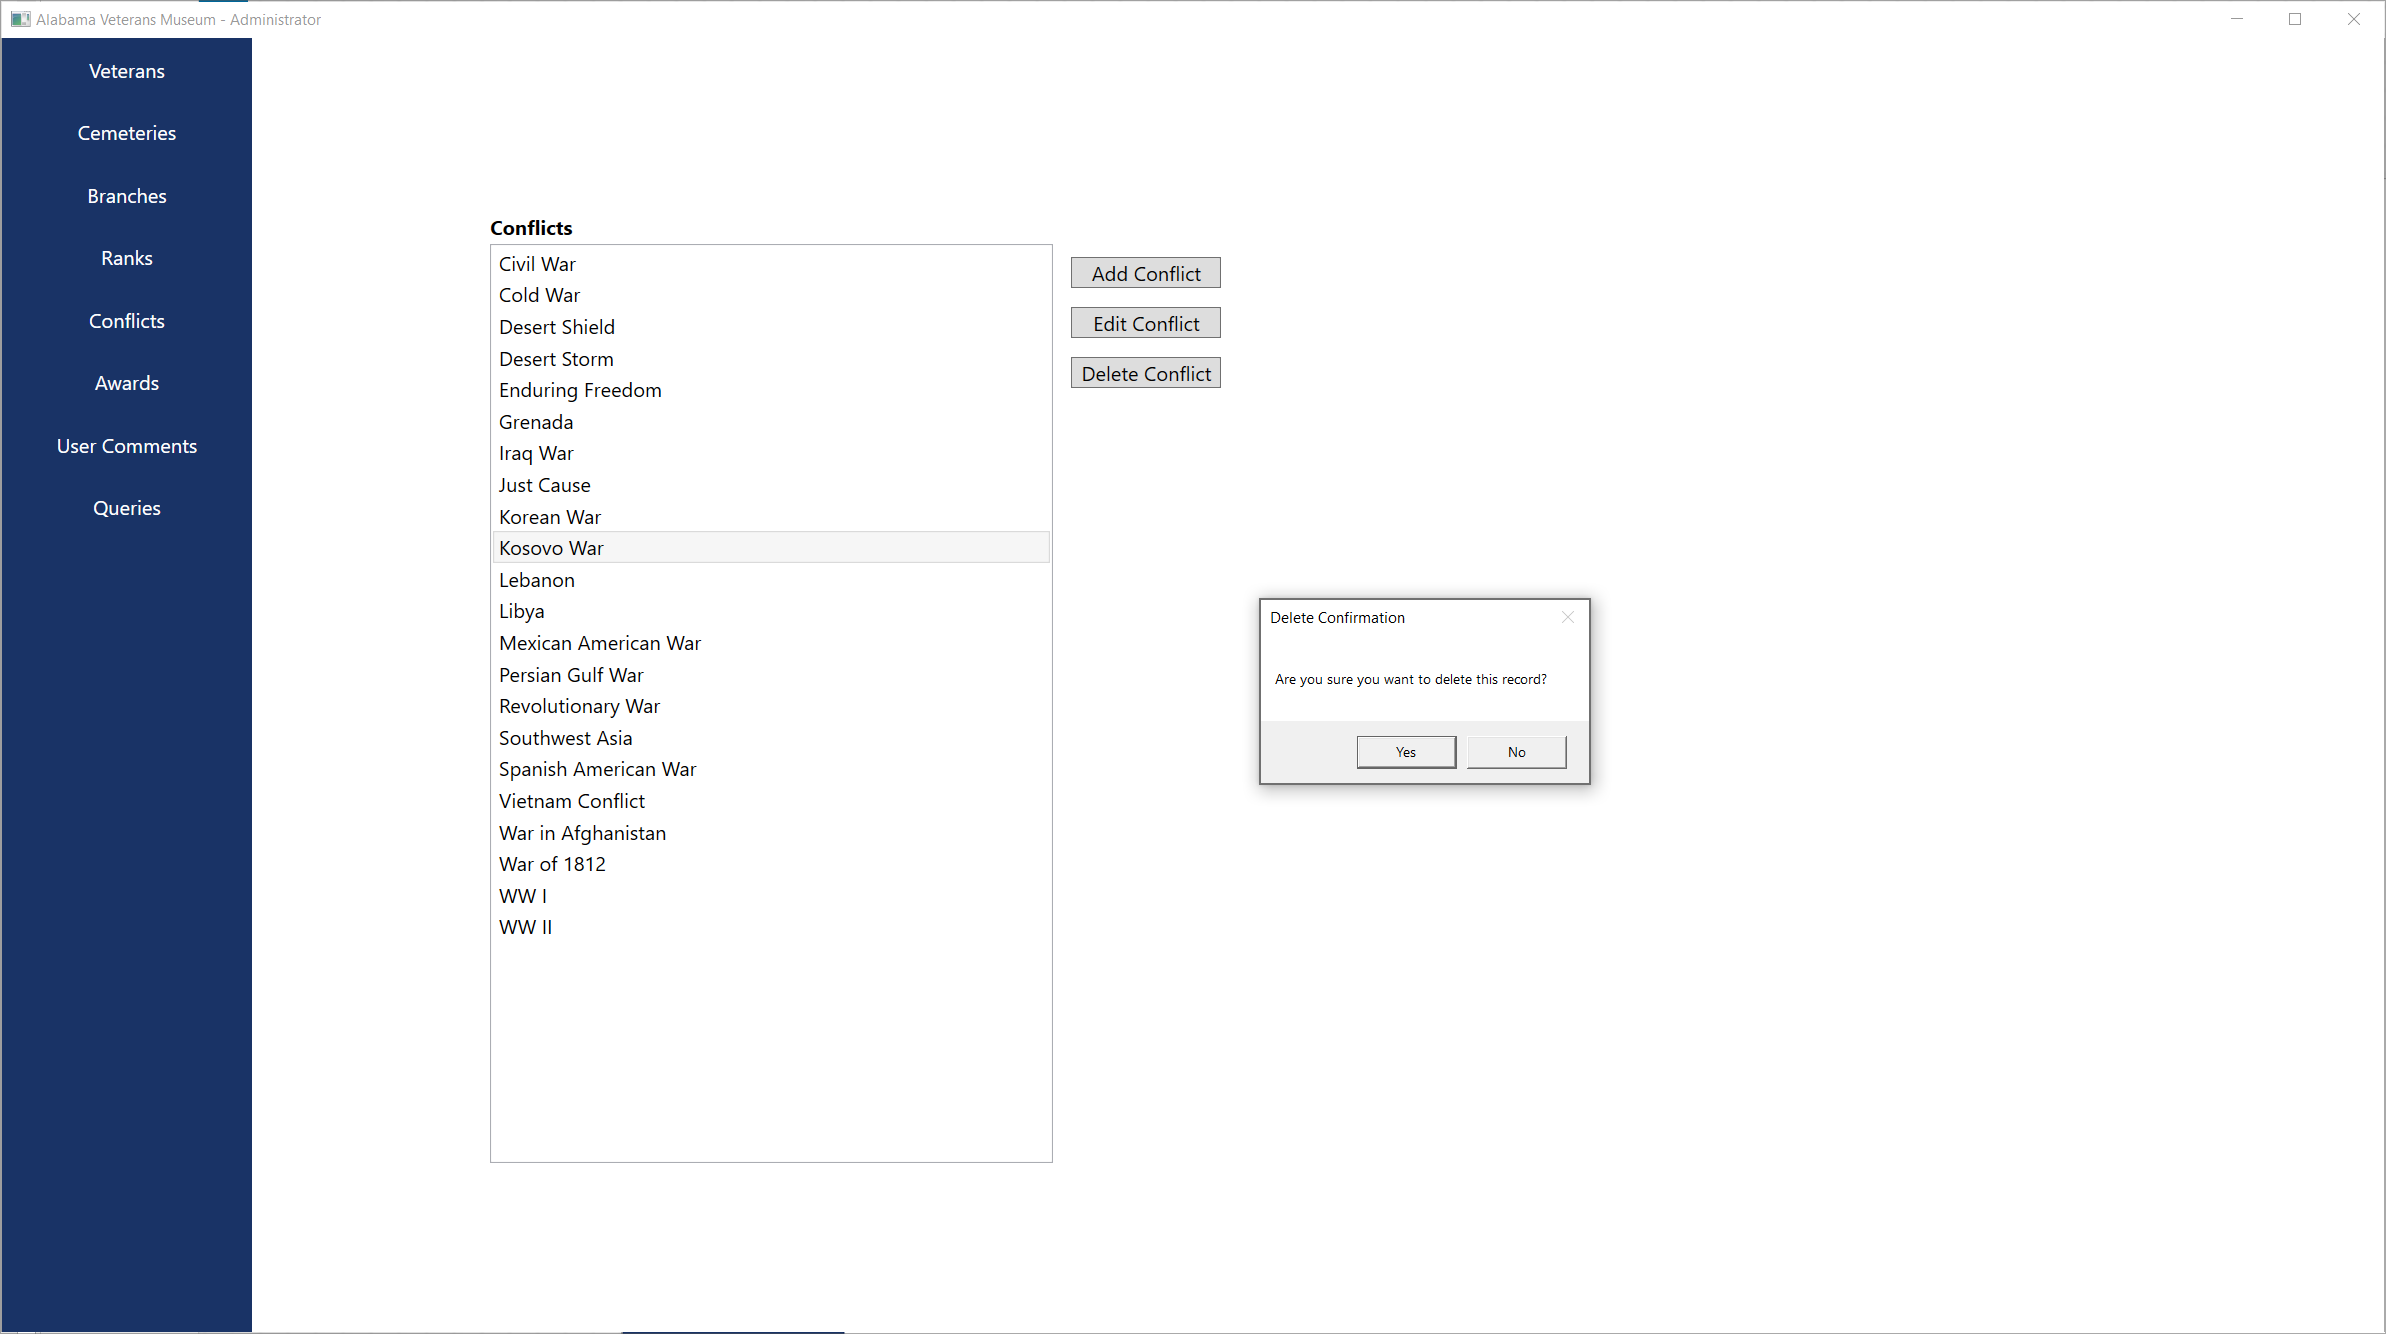 Alabama Veterans Museum - Administrator
Veterans
Cemeteries
Branches
Ranks
Conflicts
Awards
User Comments
Queries
Conflicts
Civil War
Cold War
Desert Shield
Desert Storm
Enduring Freedom
Grenada
Iraq War
Just Cause
Korean War
Kosovo War
Lebanon
Libya
Mexican American War
Persian Gulf War
Revolutionary War
Southwest Asia
Spanish American War
Vietnam Conflict
War in Afghanistan
War of 1812
WW I
WW II
Add Conflict
Edit Conflict
Delete Conflict
Delete Confirmation
Are you sure you want to delete this record?
Yes
No